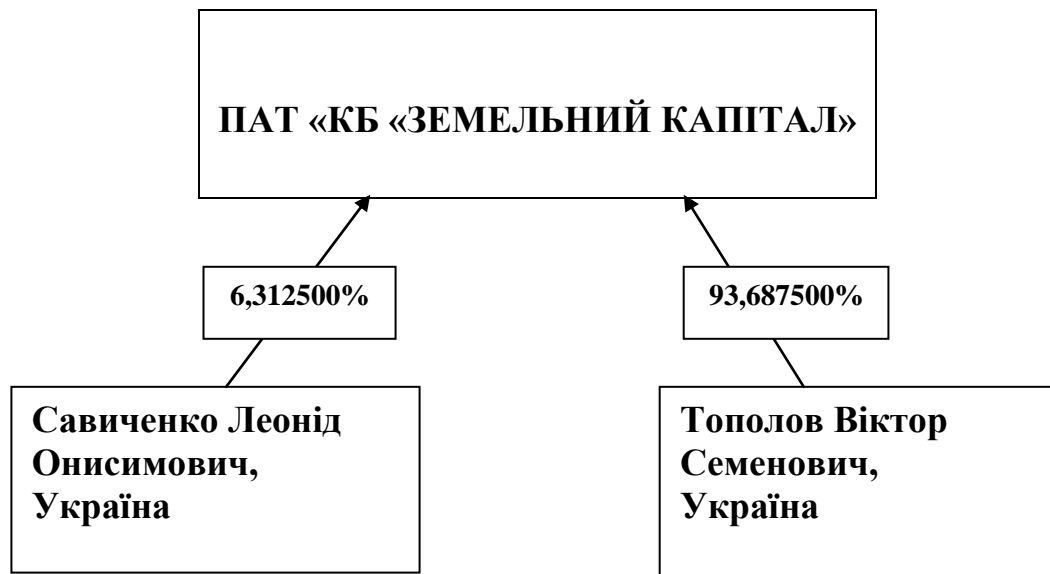 ПАТ «КБ «ЗЕМЕЛЬНИЙ КАПІТАЛ»
6,312500%
93,687500%
Савиченко Леонід
Онисимович,
Україна
Тополов Віктор
Семенович,
Україна